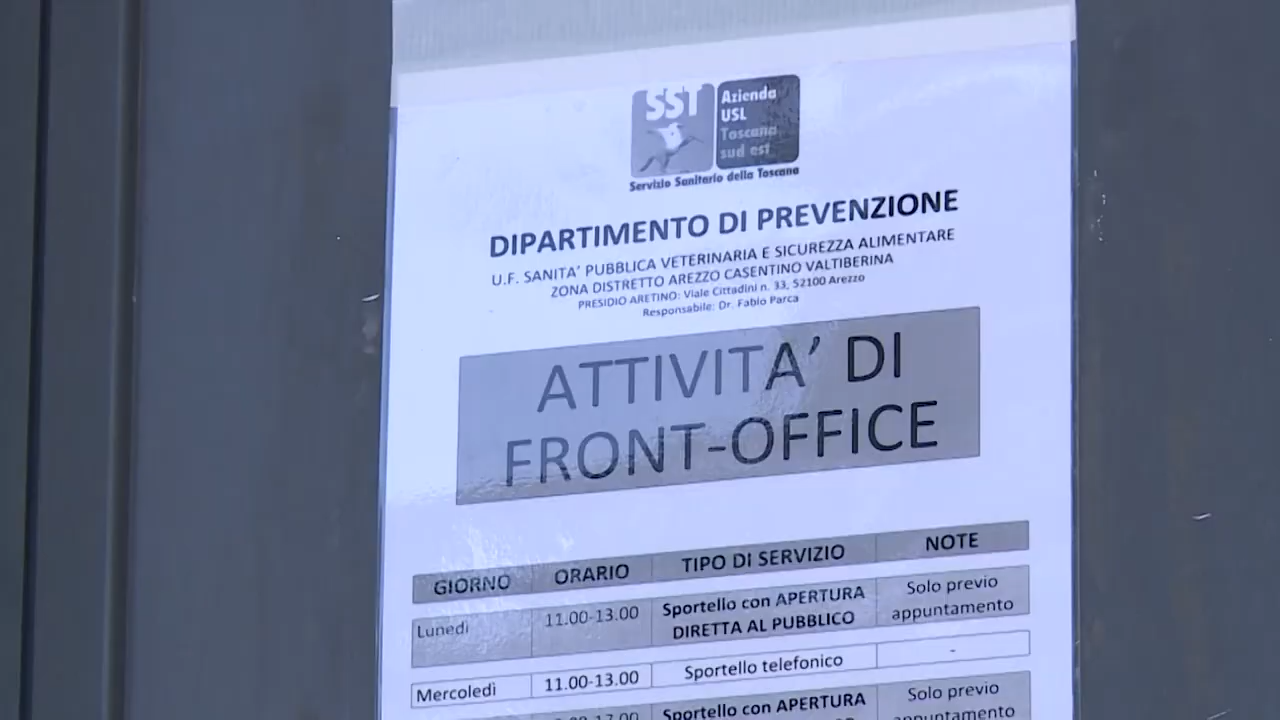 SST
Azienda
USL
Toscana
sud est
Servizio Sanitario della Toscana
DIPARTIMENTO DI PREVENZIONE
U.F. SANITA' PUBBLICA VETERINARIA E SICUREZZA ALIMENTARE
ZONA DISTRETTO AREZZO CASENTINO VALTIBERINA
PRESIDIO ARETINO: Viale Cittadini n. 33, 52100 Arezzo
Responsabile: Dr. Fabio Parca
ATTIVITA' DI
FRONT-OFFICE
GIORNO ORARIO TIPO DI SERVIZIO NOTE
Lunedì 11.00-13.00 Sportello con APERTURA DIRETTA AL PUBBLICO Solo previo appuntamento
Mercoledì 11.00-13.00 Sportello telefonico -
Sportello con APERTURA Solo previo
appuntamento